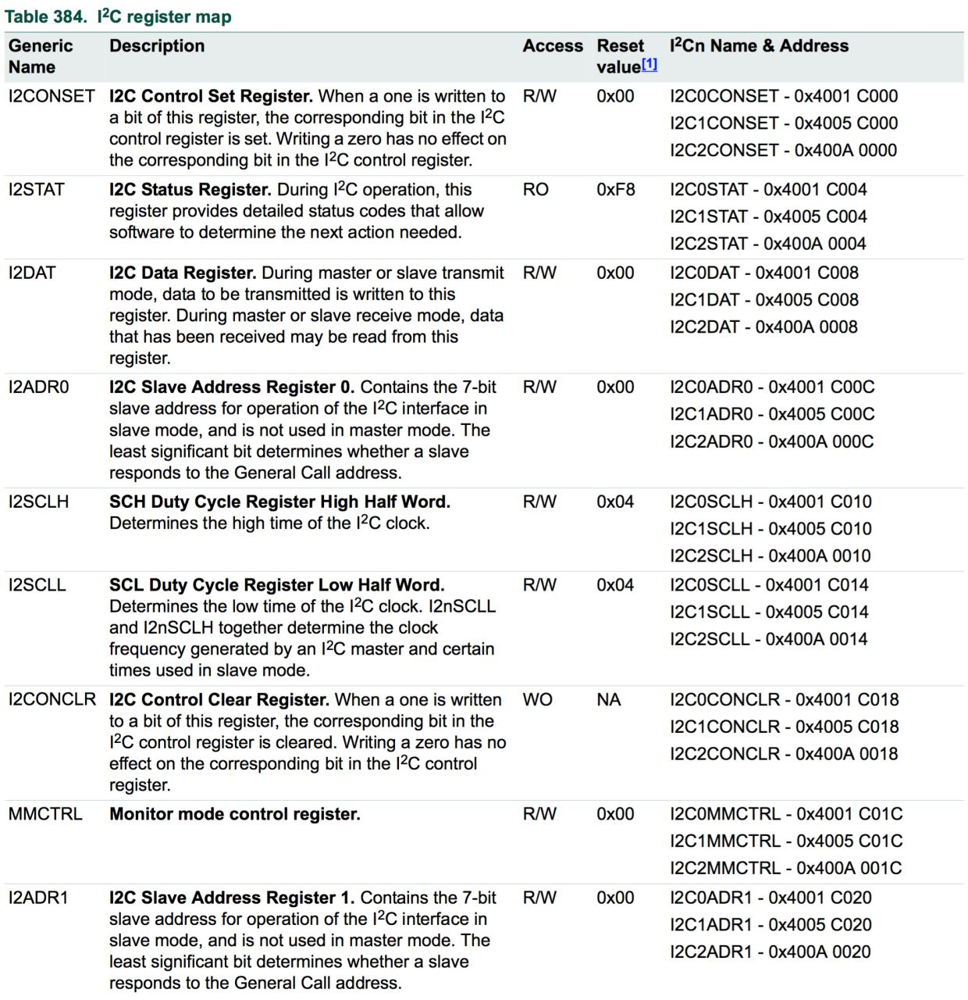 Table 384. I2C register map
Generic Name Description Access Reset value[1] I2Cn Name & Address
I2CONSET I2C Control Set Register. When a one is written to R/W 0x00 I2C0CONSET - 0x4001 C000
a bit of this register, the corresponding bit in the I2C I2C1CONSET - 0x4005 C000
control register is set. Writing a zero has no effect on I2C2CONSET - 0x400A 0000
the corresponding bit in the I2C control register.
I2STAT I2C Status Register. During I2C operation, this RO 0xF8 I2C0STAT - 0x4001 C004
register provides detailed status codes that allow I2C1STAT - 0x4005 C004
software to determine the next action needed. I2C2STAT - 0x400A 0004
I2DAT I2C Data Register. During master or slave transmit R/W 0x00 I2C0DAT - 0x4001 C008
mode, data to be transmitted is written to this I2C1DAT - 0x4005 C008
register. During master or slave receive mode, data I2C2DAT - 0x400A 0008
that has been received may be read from this
register.
I2ADR0 I2C Slave Address Register 0. Contains the 7-bit R/W 0x00 I2C0ADR0 - 0x4001 C00C
slave address for operation of the I2C interface in I2C1ADR0 - 0x4005 C00C
slave mode, and is not used in master mode. The I2C2ADR0 - 0x400A 000C
least significant bit determines whether a slave
responds to the General Call address.
I2SCLH SCH Duty Cycle Register High Half Word. R/W 0x04 I2C0SCLH - 0x4001 C010
Determines the high time of the I2C clock. I2C1SCLH - 0x4005 C010
I2C2SCLH - 0x400A 0010
I2SCLL SCL Duty Cycle Register Low Half Word. R/W 0x04 I2C0SCLL - 0x4001 C014
Determines the low time of the I2C clock. I2nSCLL I2C1SCLL - 0x4005 C014
and I2nSCLH together determine the clock I2C2SCLL - 0x400A 0014
frequency generated by an I2C master and certain
times used in slave mode.
I2CONCLR I2C Control Clear Register. When a one is written WO NA I2C0CONCLR - 0x4001 C018
to a bit of this register, the corresponding bit in the I2C1CONCLR - 0x4005 C018
I2C control register is cleared. Writing a zero has no I2C2CONCLR - 0x400A 0018
effect on the corresponding bit in the I2C control
register.
MMCTRL Monitor mode control register. R/W 0x00 I2C0MMCTRL - 0x4001 C01C
I2C1MMCTRL - 0x4005 C01C
I2C2MMCTRL - 0x400A 001C
I2ADR1 I2C Slave Address Register 1. Contains the 7-bit R/W 0x00 I2C0ADR1 - 0x4001 C020
slave address for operation of the I2C interface in I2C1ADR1 - 0x4005 C020
slave mode, and is not used in master mode. The I2C2ADR1 - 0x400A 0020
least significant bit determines whether a slave
responds to the General Call address.